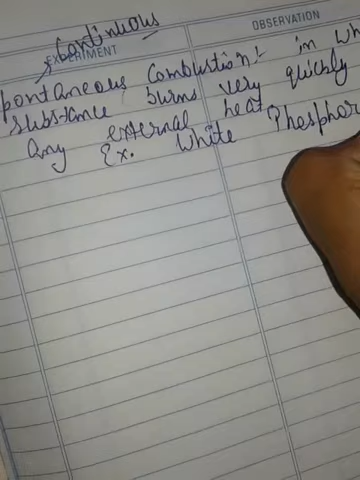 Continuous
EXPERIMENT OBSERVATION
pontaneous Combustion:- in wh
substance burns very quickly
any external heat
Ex. White Phosphor